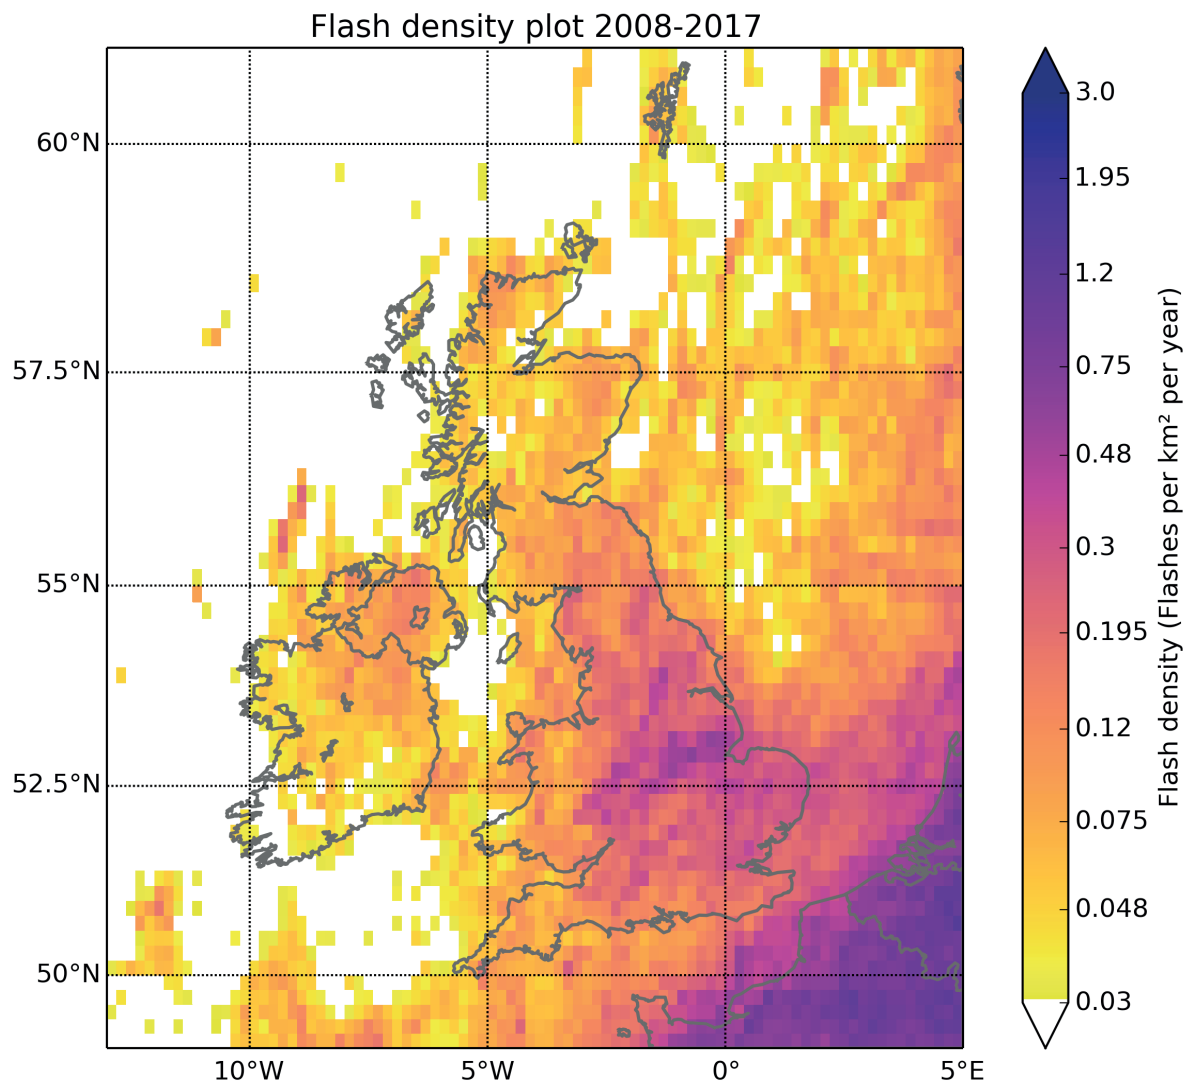 Flash density plot 2008-2017
60°N
57.5°N
55°N
52.5°N
50°N
10°W
5°W
0°
5°E
3.0
1.95
1.2
0.75
0.48
0.3
0.195
0.12
0.075
0.048
0.03
Flash density (Flashes per km² per year)